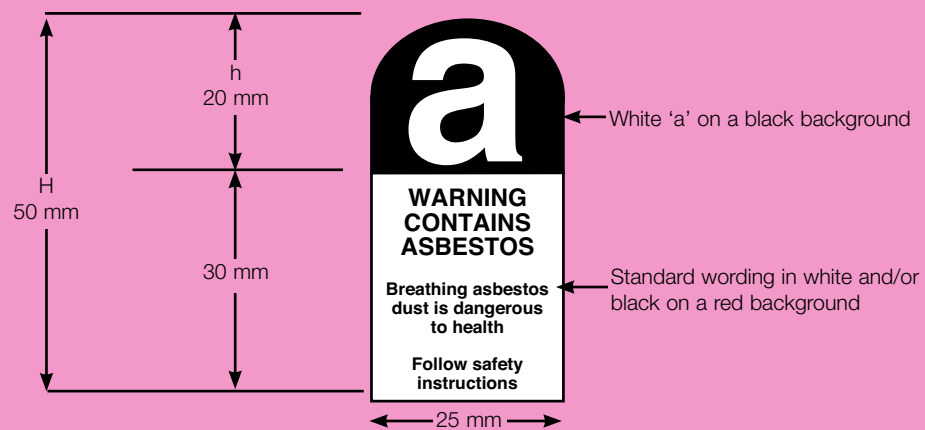 h
20 mm
H
50 mm
30 mm
a
WARNING
CONTAINS
ASBESTOS
Breathing asbestos
dust is dangerous
to health
Follow safety
instructions
25 mm
White ‘a’ on a black background
Standard wording in white and/or
black on a red background